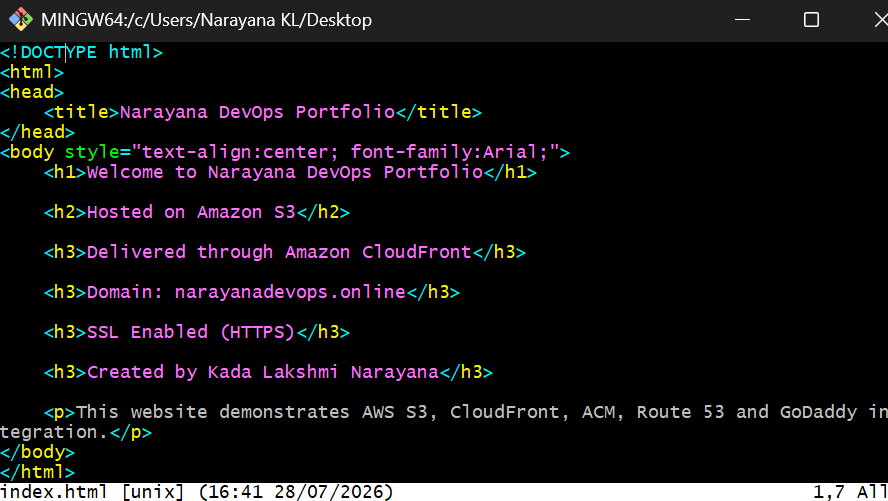 MINGW64:/c/Users/Narayana KL/Desktop
<!DOCTYPE html>
<html>
<head>
    <title>Narayana DevOps Portfolio</title>
</head>
<body style="text-align:center; font-family:Arial;">
    <h1>Welcome to Narayana DevOps Portfolio</h1>

    <h2>Hosted on Amazon S3</h2>

    <h3>Delivered through Amazon CloudFront</h3>

    <h3>Domain: narayanadevops.online</h3>

    <h3>SSL Enabled (HTTPS)</h3>

    <h3>Created by Kada Lakshmi Narayana</h3>

    <p>This website demonstrates AWS S3, CloudFront, ACM, Route 53 and GoDaddy in
tegration.</p>
</body>
</html>
index.html [unix] (16:41 28/07/2026) 1,7 All